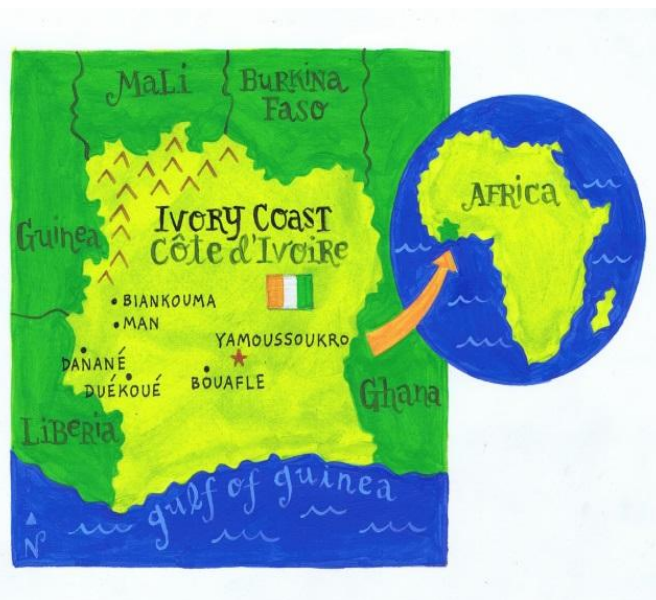 MaLi
BURKINA
FASO
AFRICA
IVORY COAST
Côte d'Ivoire
Guinea
BIANKOUMA
MAN
YAMOUSSOUKRO
DANANÉ
DUÉKOUÉ
BOUAFLE
Ghana
LIBERIA
gulf of guinea
N